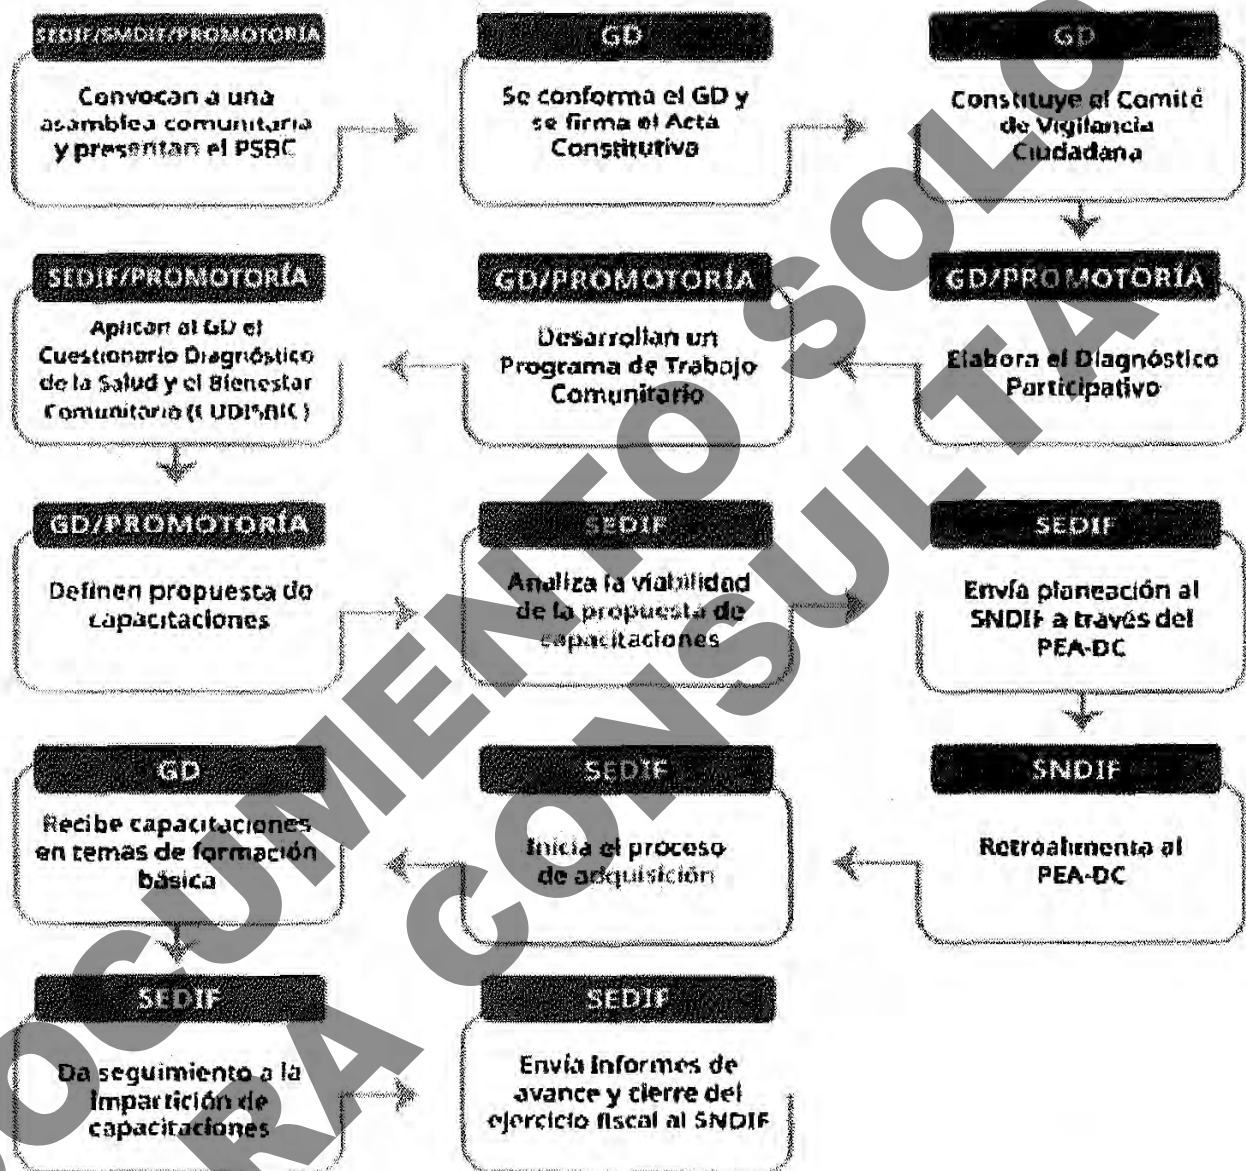 SEDIF/SMDIF/PROMOTORÍA
Convocan a una
asamblea comunitaria
y presentan el PSBC
GD
Se conforma el GD y
se firma el Acta
Constitutiva
GD
Constituye el Comité
de Vigilancia
Ciudadana
GD/PROMOTORÍA
Elabora el Diagnóstico
Participativo
GD/PROMOTORÍA
Desarrollan un
Programa de Trabajo
Comunitario
SEDIF/PROMOTORÍA
Aplican al GD el
Cuestionario Diagnóstico
de la Salud y el Bienestar
Comunitario (CUDISBIC)
GD/PROMOTORÍA
Definen propuesta de
capacitaciones
SEDIF
Analiza la viabilidad
de la propuesta de
capacitaciones
SEDIF
Envía planeación al
SNDIF a través del
PEA-DC
SNDIF
Retroalimenta al
PEA-DC
SEDIF
Inicia el proceso
de adquisición
GD
Recibe capacitaciones
en temas de formación
básica
SEDIF
Da seguimiento a la
impartición de
capacitaciones
SEDIF
Envía Informes de
avance y cierre del
ejercicio fiscal al SNDIF
DOCUMENTO SOLO
PARA CONSULTA